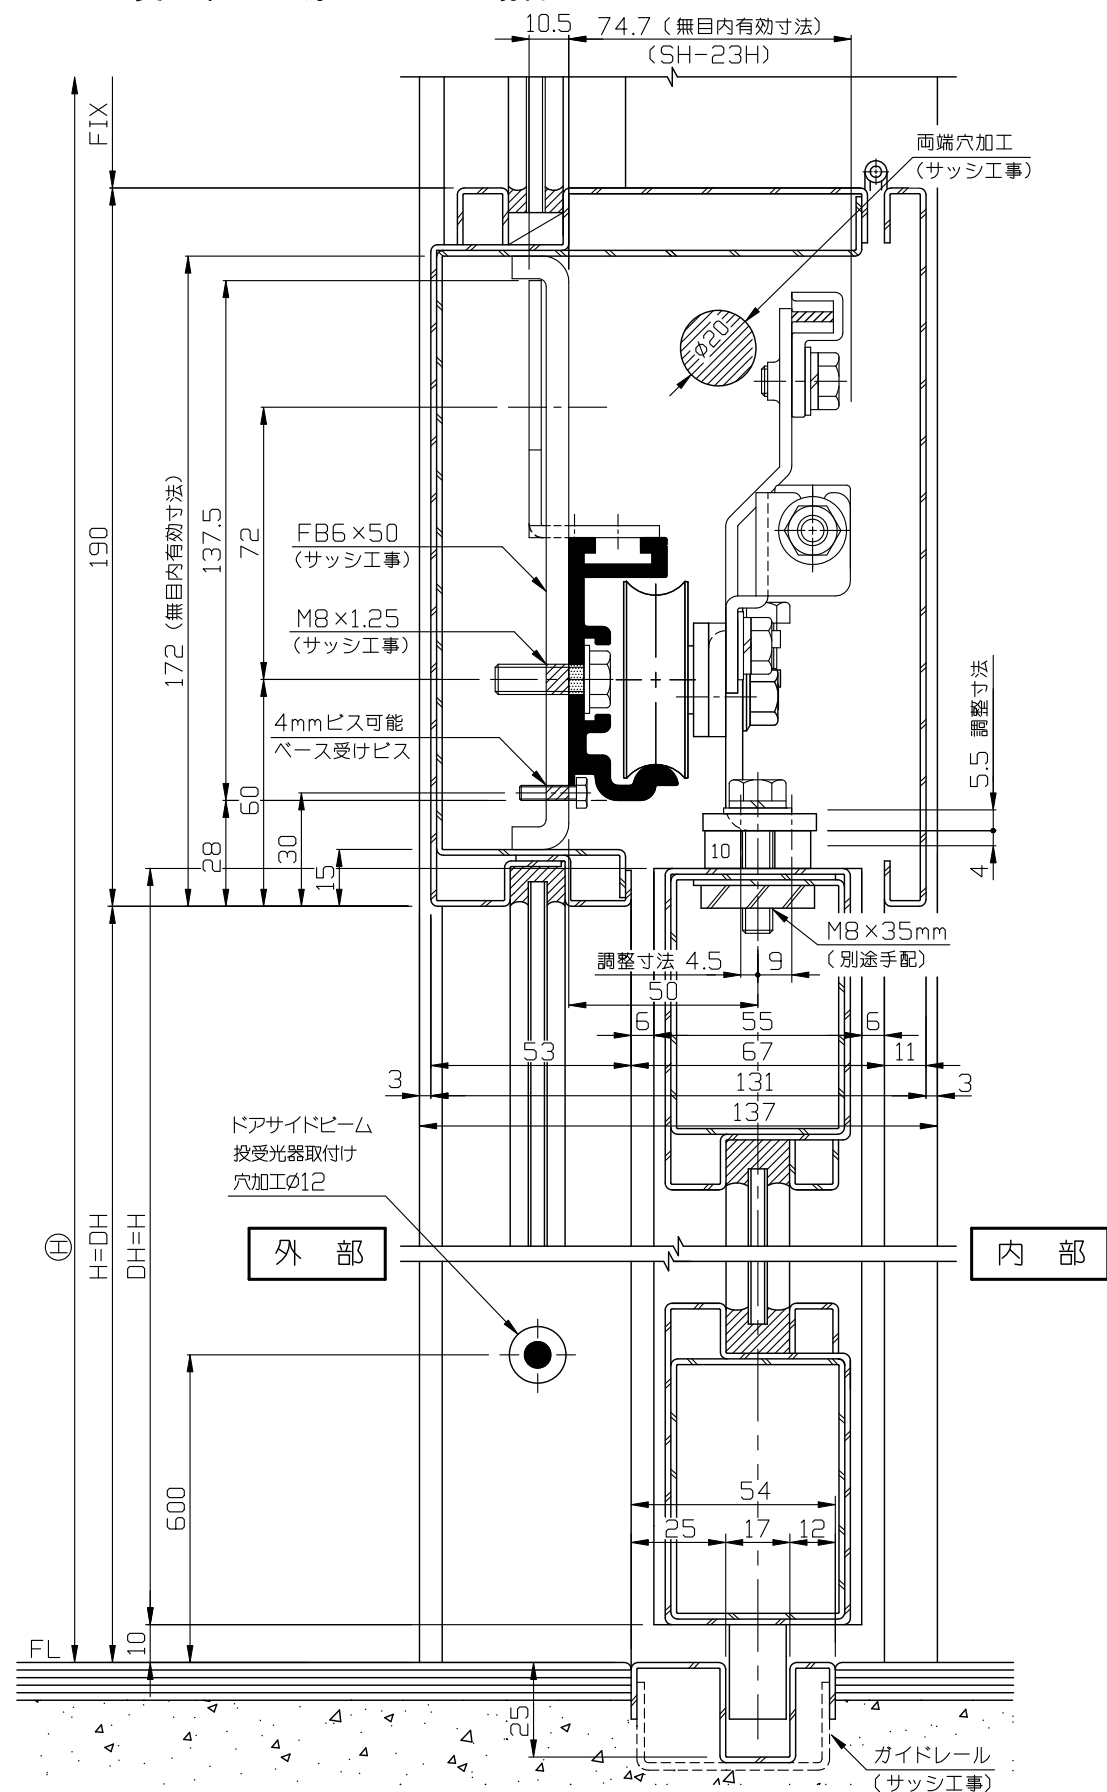 10.5
74.7 (無目内有効寸法)
(SH-23H)
FIX
両端穴加工
(サッシ工事)
φ20
190
172 (無目内有効寸法)
137.5
72
FB6×50
(サッシ工事)
M8×1.25
(サッシ工事)
4mmビス可能
ベース受けビス
60
28
30
15
5.5 調整寸法
4
10
M8×35mm
(別途手配)
調整寸法 4.5
9
50
6
55
6
53
67
11
3
131
3
137
ドアサイドビーム
投受光器取付け
穴加工φ12
外 部
内 部
Ⓗ
H=DH
DH=H
600
54
25
17
12
FL
10
25
ガイドレール
(サッシ工事)